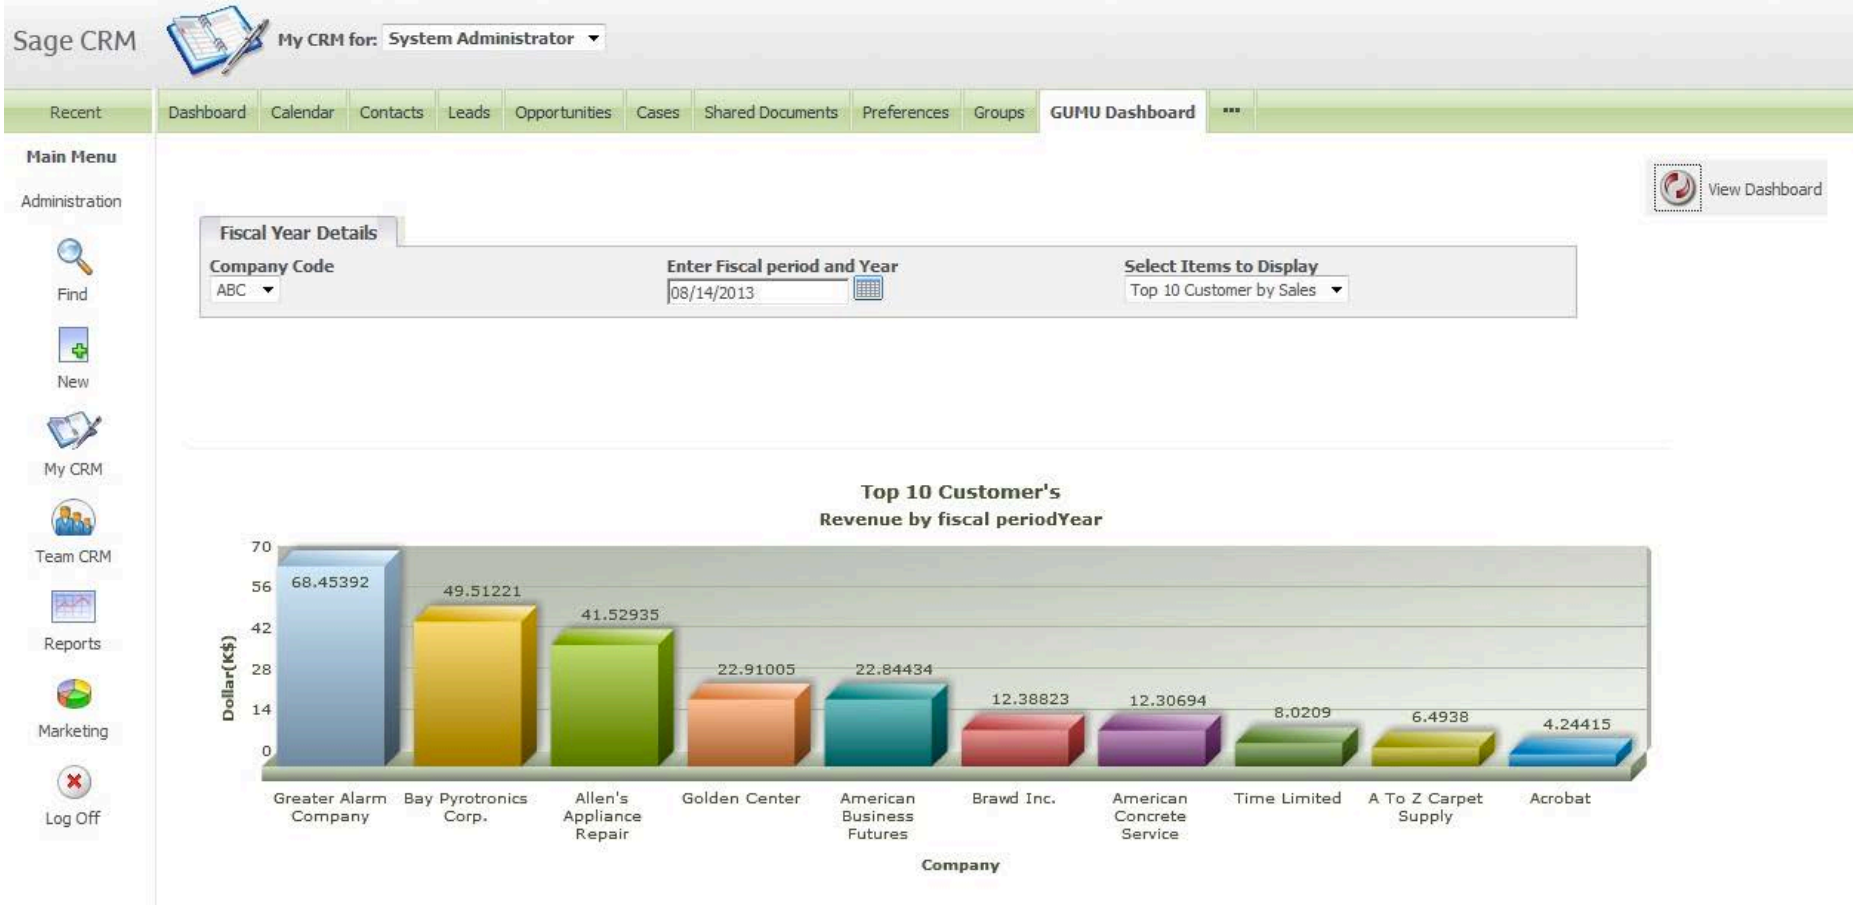 Sage CRM
My CRM for: System Administrator
Recent
Dashboard Calendar Contacts Leads Opportunities Cases Shared Documents Preferences Groups GUMU Dashboard ...
Main Menu
Administration
Find
New
My CRM
Team CRM
Reports
Marketing
Log Off
View Dashboard
Fiscal Year Details
Company Code Enter Fiscal period and Year Select Items to Display
ABC 08/14/2013 Top 10 Customer by Sales
Top 10 Customer's
Revenue by fiscal periodYear
Dollar(K$)
70
56
42
28
14
0
68.45392
49.51221
41.52935
22.91005
22.84434
12.38823
12.30694
8.0209
6.4938
4.24415
Greater Alarm
Company
Bay Pyrotronics
Corp.
Allen's
Appliance
Repair
Golden Center
American
Business
Futures
Brawd Inc.
American
Concrete
Service
Time Limited
A To Z Carpet
Supply
Acrobat
Company